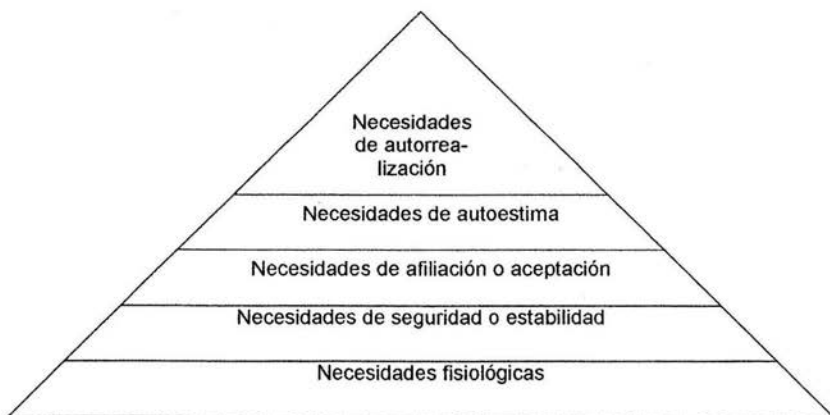 Necesidades
de autorrea-
lización
Necesidades de autoestima
Necesidades de afiliación o aceptación
Necesidades de seguridad o estabilidad
Necesidades fisiológicas